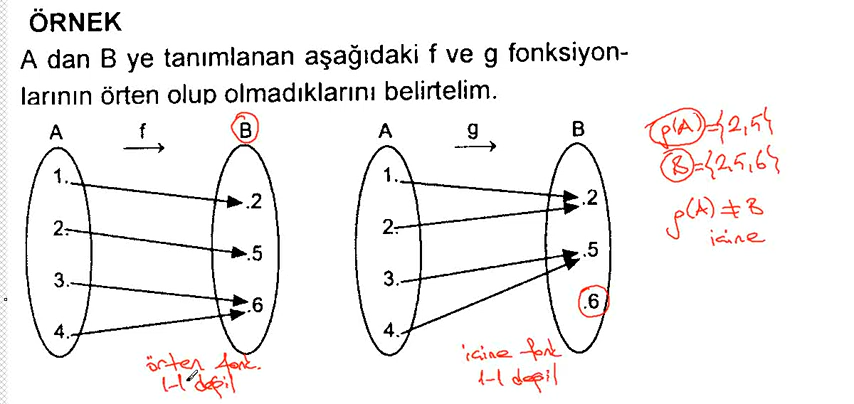 ÖRNEK
A dan B ye tanımlanan aşağıdaki f ve g fonksiyon-
larının örten olup olmadıklarını belirtelim.
A f B
1. .2
2. .5
3. .6
4.
örten fonk.
1-1 değil
A g B
1. .2
2. .5
3. .6
4.
içine fonk
1-1 değil
g(A)={2,5}
B={2,5,6}
g(A) ≠ B
içine